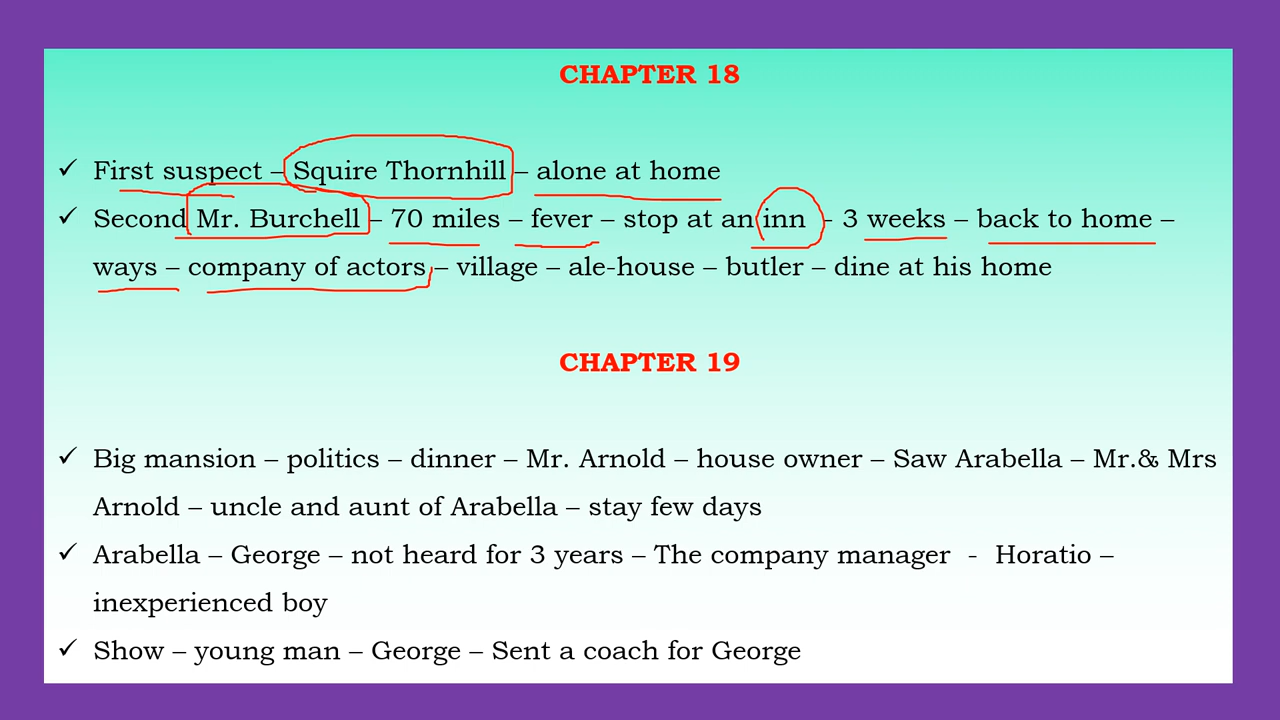 CHAPTER 18
✓ First suspect – Squire Thornhill – alone at home
✓ Second Mr. Burchell – 70 miles – fever – stop at an inn – 3 weeks – back to home –
ways – company of actors – village – ale-house – butler – dine at his home
CHAPTER 19
✓ Big mansion – politics – dinner – Mr. Arnold – house owner – Saw Arabella – Mr.& Mrs
Arnold – uncle and aunt of Arabella – stay few days
✓ Arabella – George – not heard for 3 years – The company manager - Horatio –
inexperienced boy
✓ Show – young man – George – Sent a coach for George